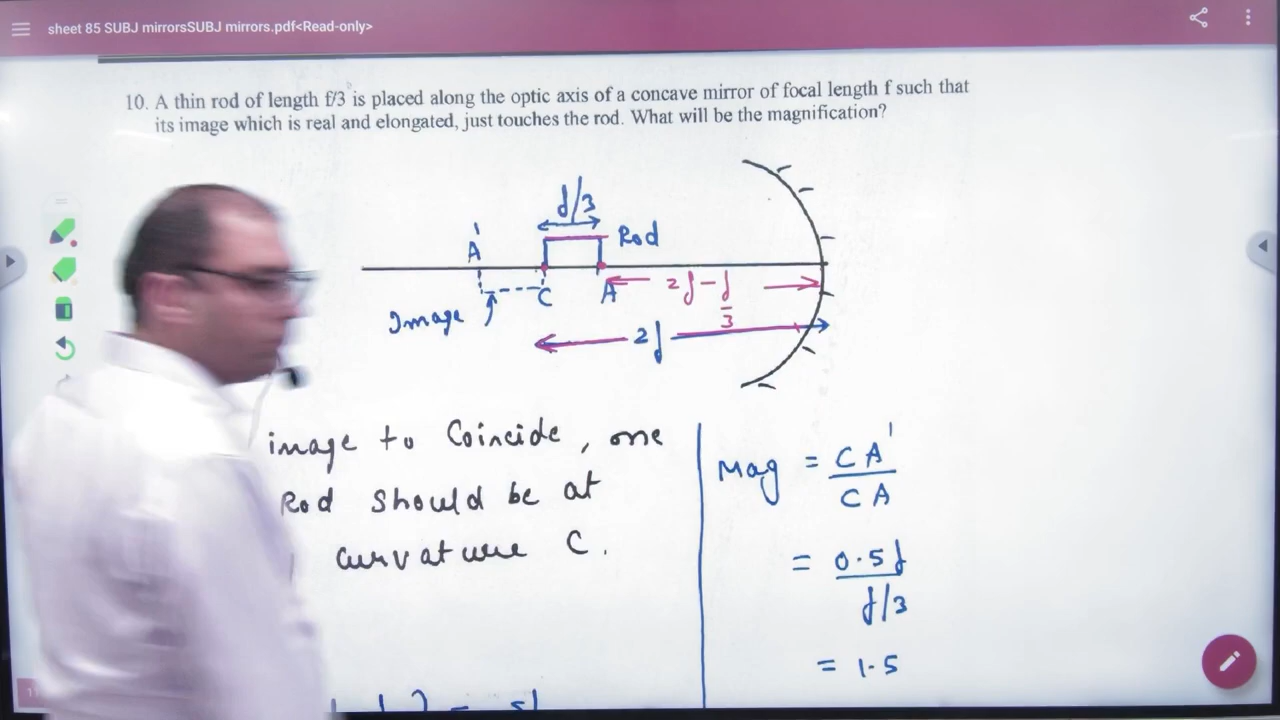 sheet 85 SUBJ mirrorsSUBJ mirrors.pdf<Read-only>
10. A thin rod of length f/3 is placed along the optic axis of a concave mirror of focal length f such that
its image which is real and elongated, just touches the rod. What will be the magnification?
f/3
Rod
A'
C
A
2f - f/3
Image
2f
image to Coincide, one
Rod should be at
curvature C.
Mag = CA'/CA
= 0.5f
f/3
= 1.5